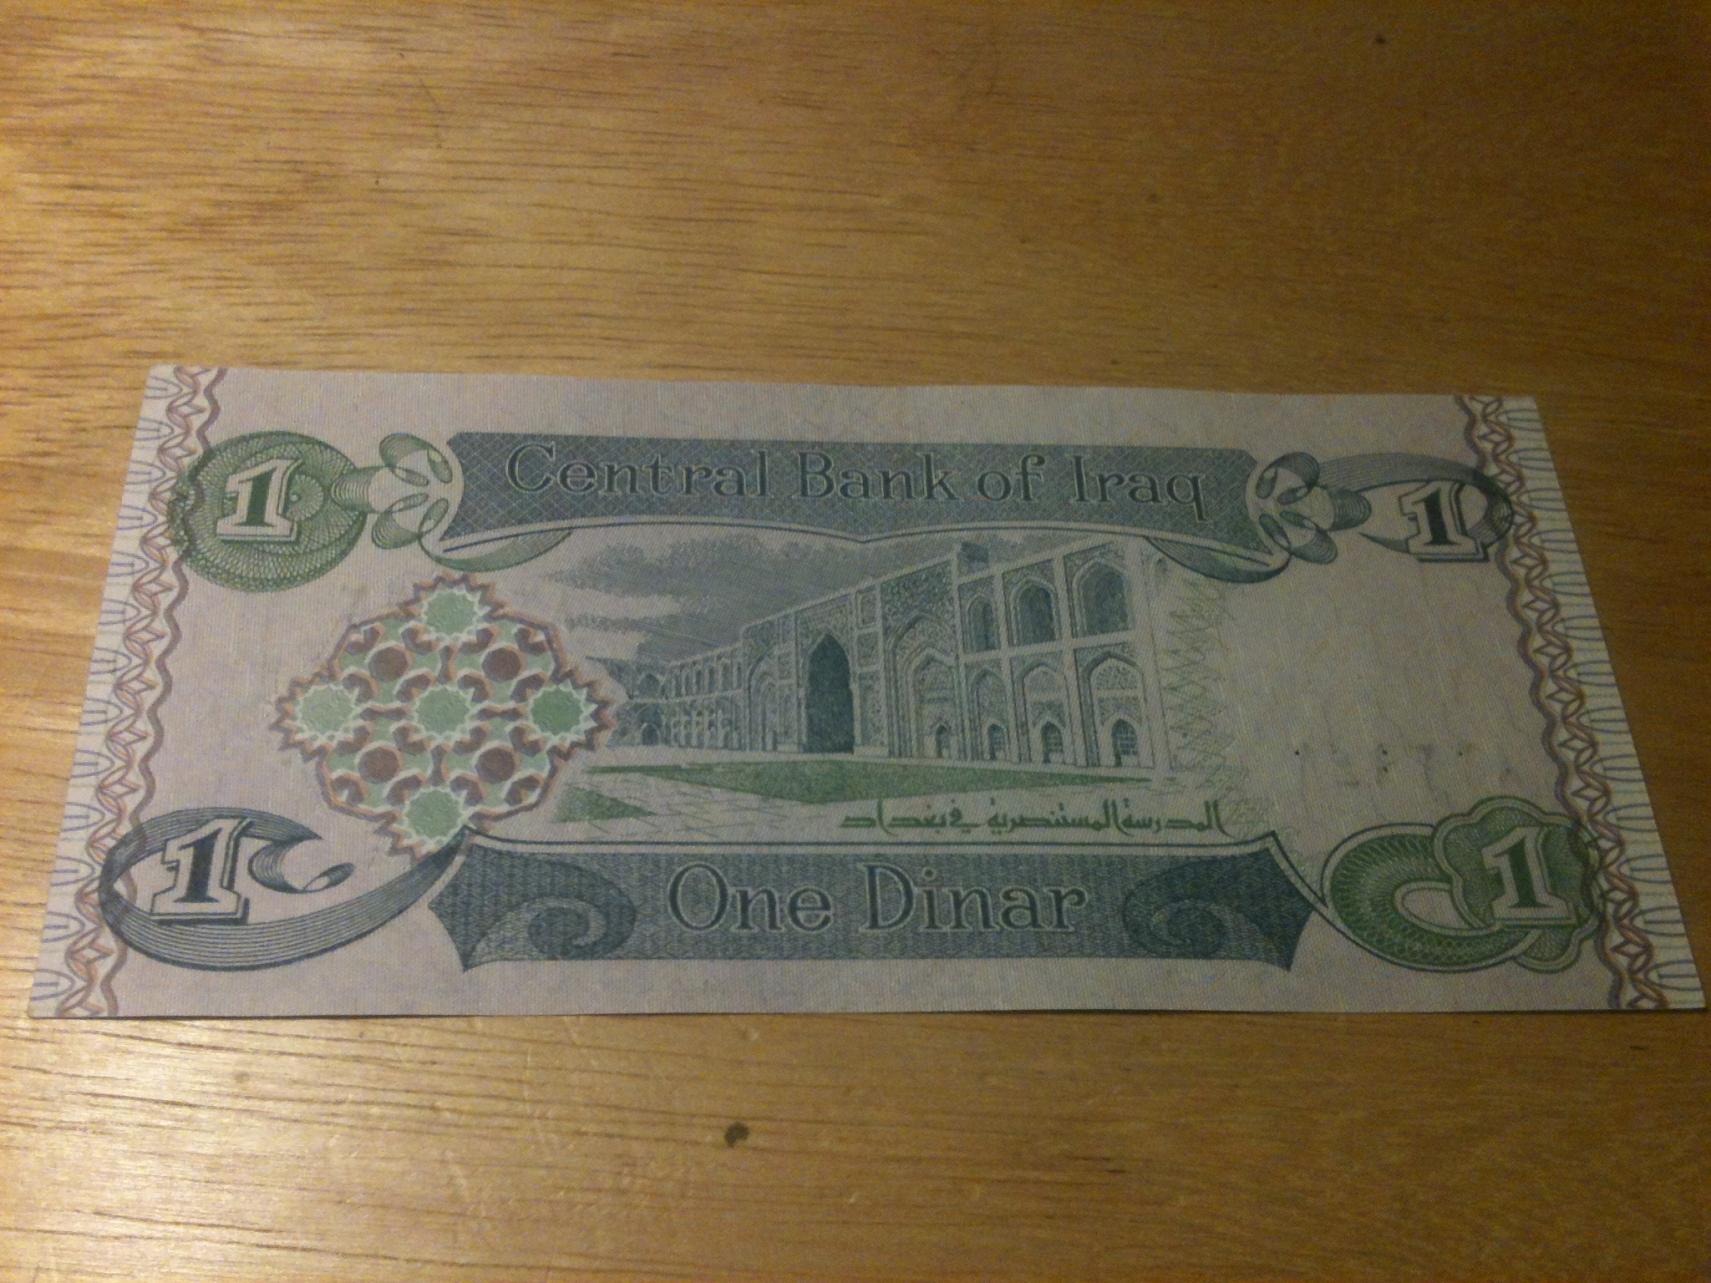 1 Central Bank of Iraq 1
المدرسة المستنصرية في بغداد
1 One Dinar 1